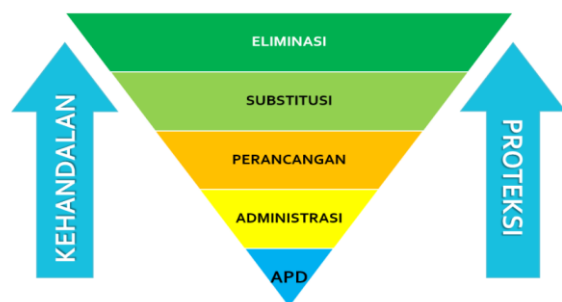 ELIMINASI
SUBSTITUSI
PERANCANGAN
ADMINISTRASI
APD
KEHANDALAN
PROTEKSI